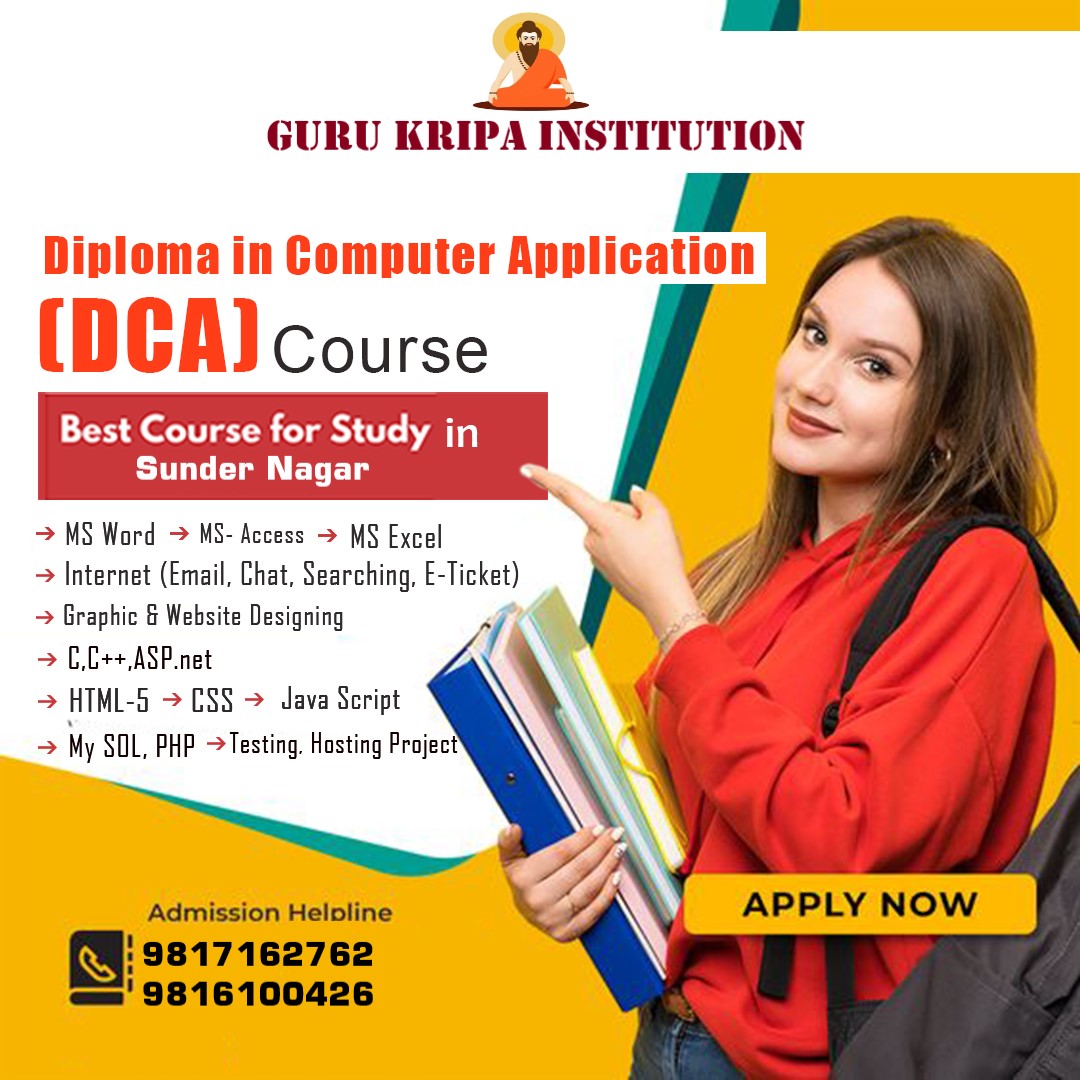 GURU KRIPA INSTITUTION
Diploma in Computer Application
(DCA) Course
Best Course for Study in
Sunder Nagar
→ MS Word → MS- Access → MS Excel
→ Internet (Email, Chat, Searching, E-Ticket)
→ Graphic & Website Designing
→ C,C++,ASP.net
→ HTML-5 → CSS → Java Script
→ My SOL, PHP → Testing, Hosting Project
APPLY NOW
Admission Helpline
9817162762
9816100426